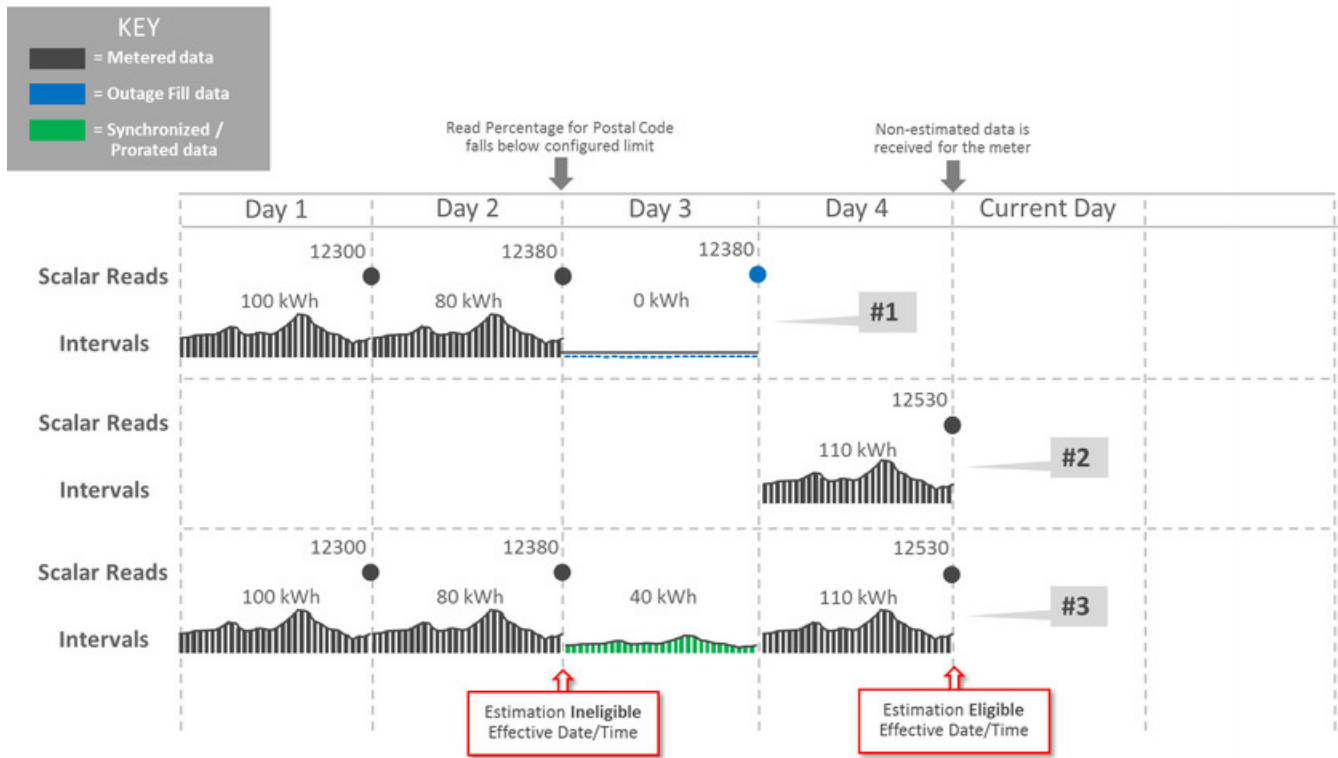 KEY
= Metered data
= Outage Fill data
= Synchronized /
Prorated data
Read Percentage for Postal Code
falls below configured limit
Non-estimated data is
received for the meter
Day 1
Day 2
Day 3
Day 4
Current Day
Scalar Reads
12300
12380
12380
100 kWh
80 kWh
0 kWh
#1
Intervals
Scalar Reads
12530
110 kWh
#2
Intervals
Scalar Reads
12300
12380
12530
100 kWh
80 kWh
40 kWh
110 kWh
#3
Intervals
Estimation Ineligible
Effective Date/Time
Estimation Eligible
Effective Date/Time